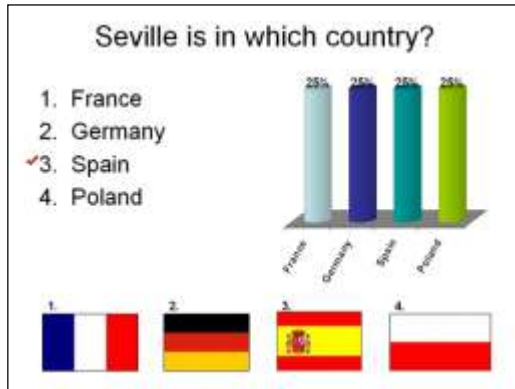 Seville is in which country?
1. France
2. Germany
3. Spain
4. Poland
25% 25% 25% 25%
France Germany Spain Poland
1. 2. 3. 4.